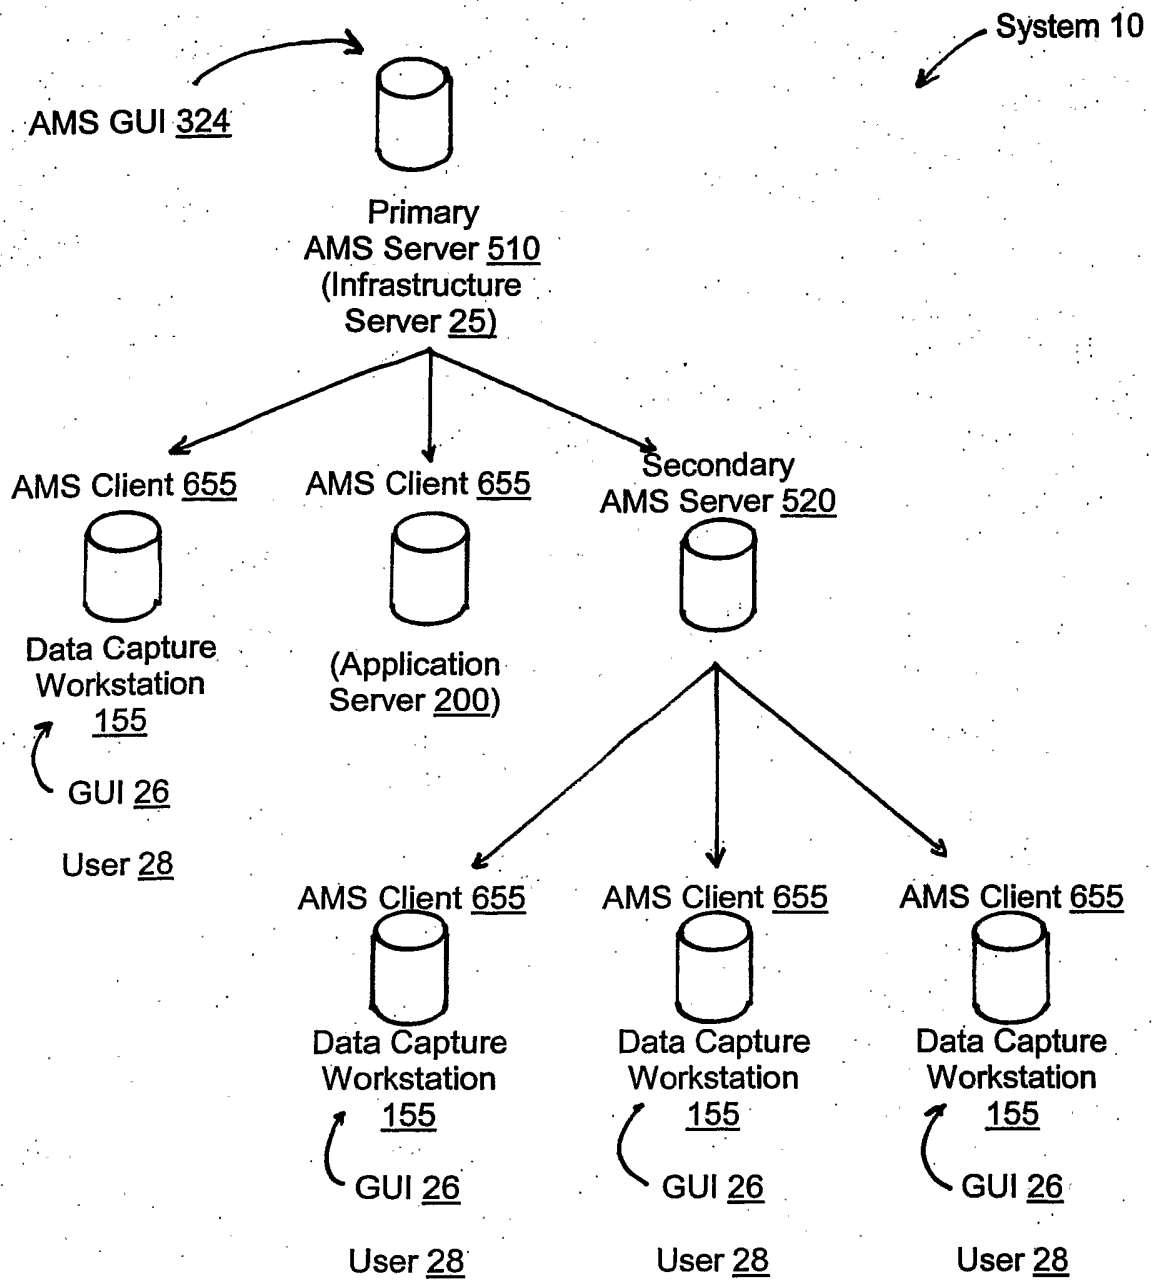 System 10
AMS GUI 324
Primary
AMS Server 510
(Infrastructure
Server 25)
AMS Client 655
Data Capture
Workstation
155
GUI 26
User 28
AMS Client 655
(Application
Server 200)
Secondary
AMS Server 520
AMS Client 655
Data Capture
Workstation
155
GUI 26
User 28
AMS Client 655
Data Capture
Workstation
155
GUI 26
User 28
AMS Client 655
Data Capture
Workstation
155
GUI 26
User 28